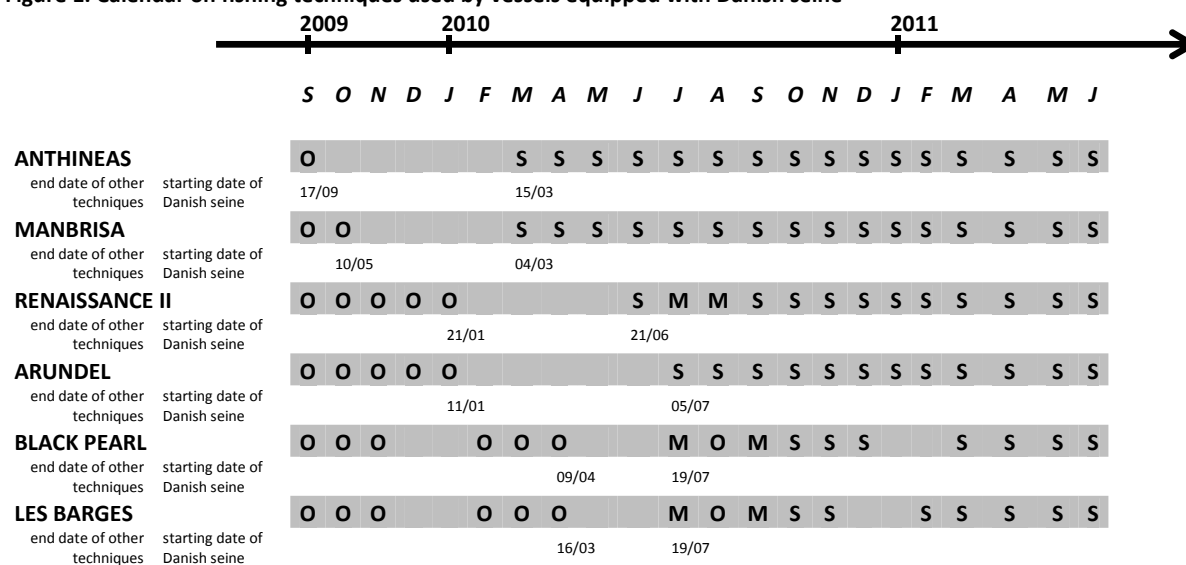 Figure 1. Calendar on fishing techniques used by vessels equipped with Danish seine
2009 2010 2011
S O N D J F M A M J J A S O N D J F M A M J
ANTHINEAS O S S S S S S S S S S S S S S S S
end date of other starting date of
techniques Danish seine
17/09 15/03
MANBRISA O O S S S S S S S S S S S S S S S S
end date of other starting date of
techniques Danish seine
10/05 04/03
RENAISSANCE II O O O O O S M M S S S S S S S S S S
end date of other starting date of
techniques Danish seine
21/01 21/06
ARUNDEL O O O O O S S S S S S S S S S S S
end date of other starting date of
techniques Danish seine
11/01 05/07
BLACK PEARL O O O O O O M O M S S S S S S S
end date of other starting date of
techniques Danish seine
09/04 19/07
LES BARGES O O O O O O M O M S S S S S S S
end date of other starting date of
techniques Danish seine
16/03 19/07